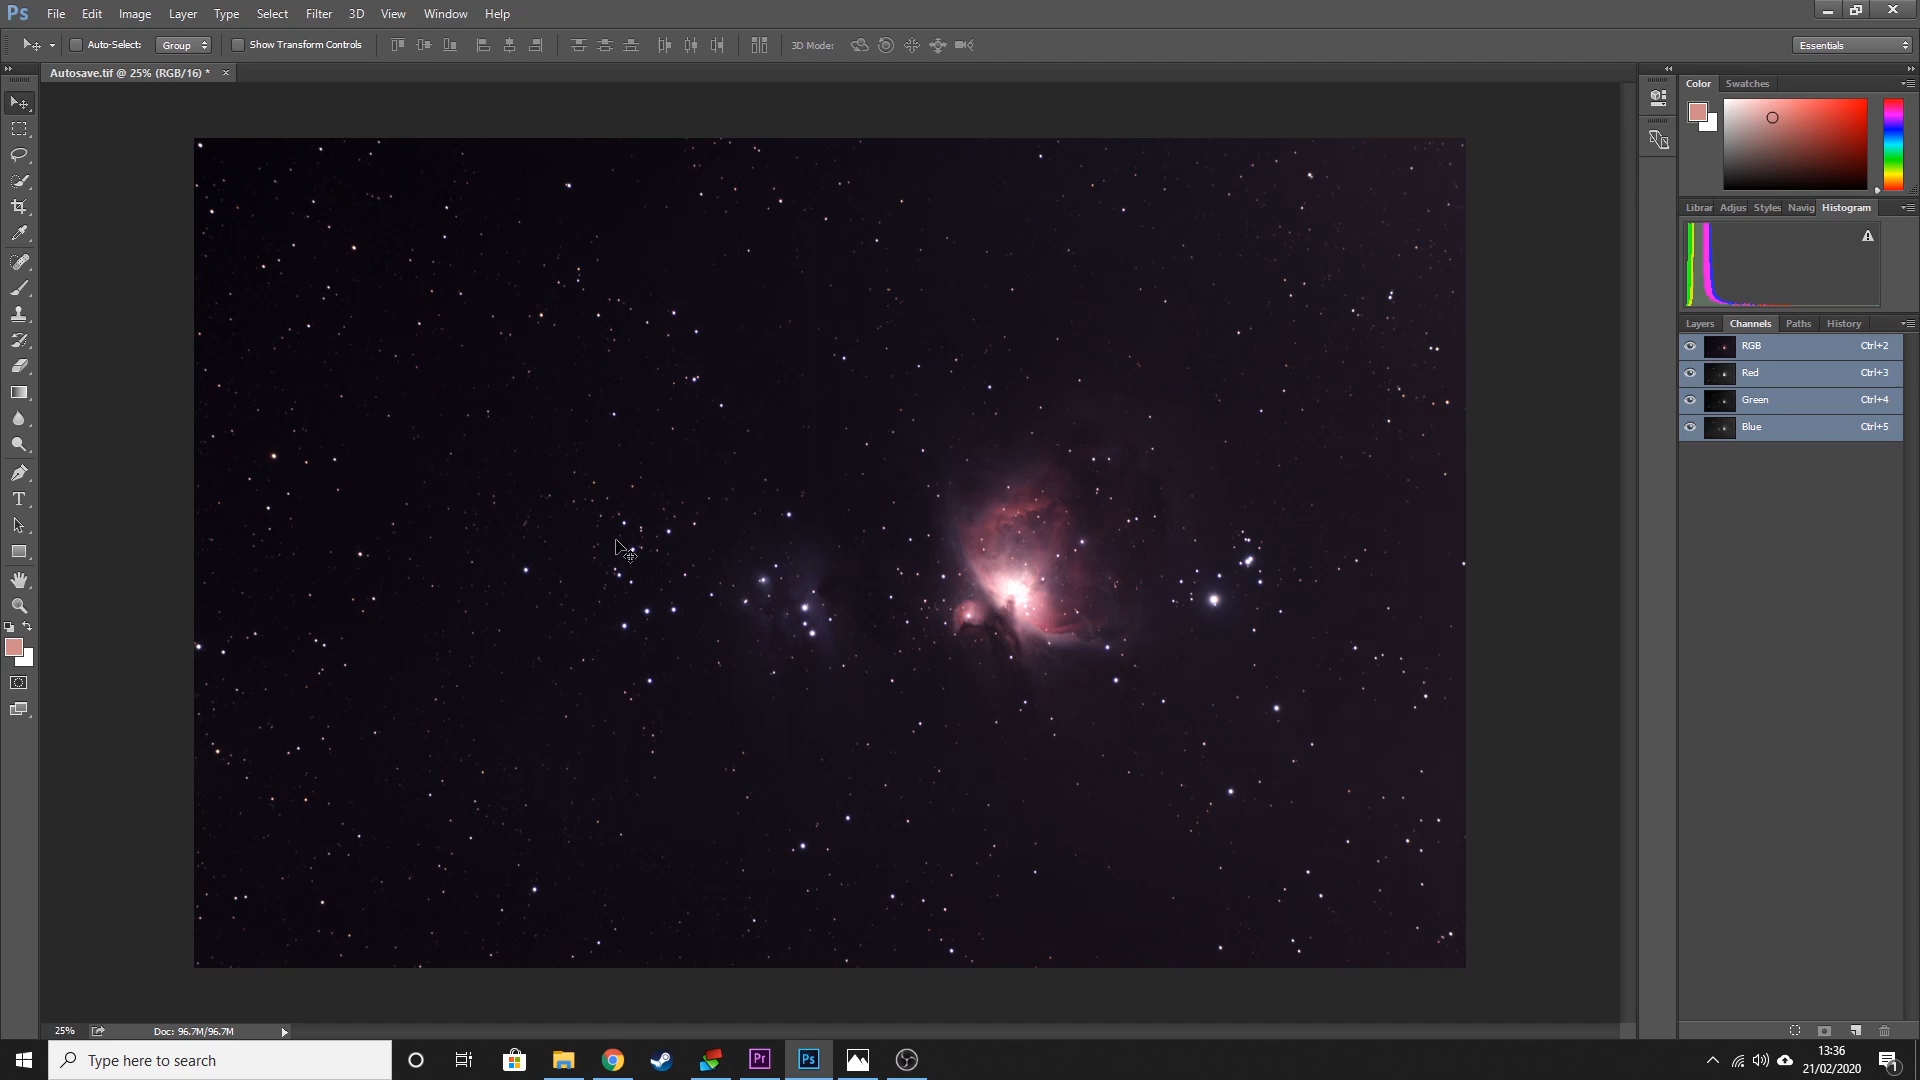 Ps File Edit Image Layer Type Select Filter 3D View Window Help
Auto-Select: Group Show Transform Controls 3D Mode: Essentials
Autosave.tif @ 25% (RGB/16) * ×
Color Swatches
Librar Adjus Styles Navig Histogram
Layers Channels Paths History
RGB Ctrl+2
Red Ctrl+3
Green Ctrl+4
Blue Ctrl+5
T
25% Doc: 96.7M/96.7M
Type here to search
Pr
Ps
13:36
21/02/2020
1